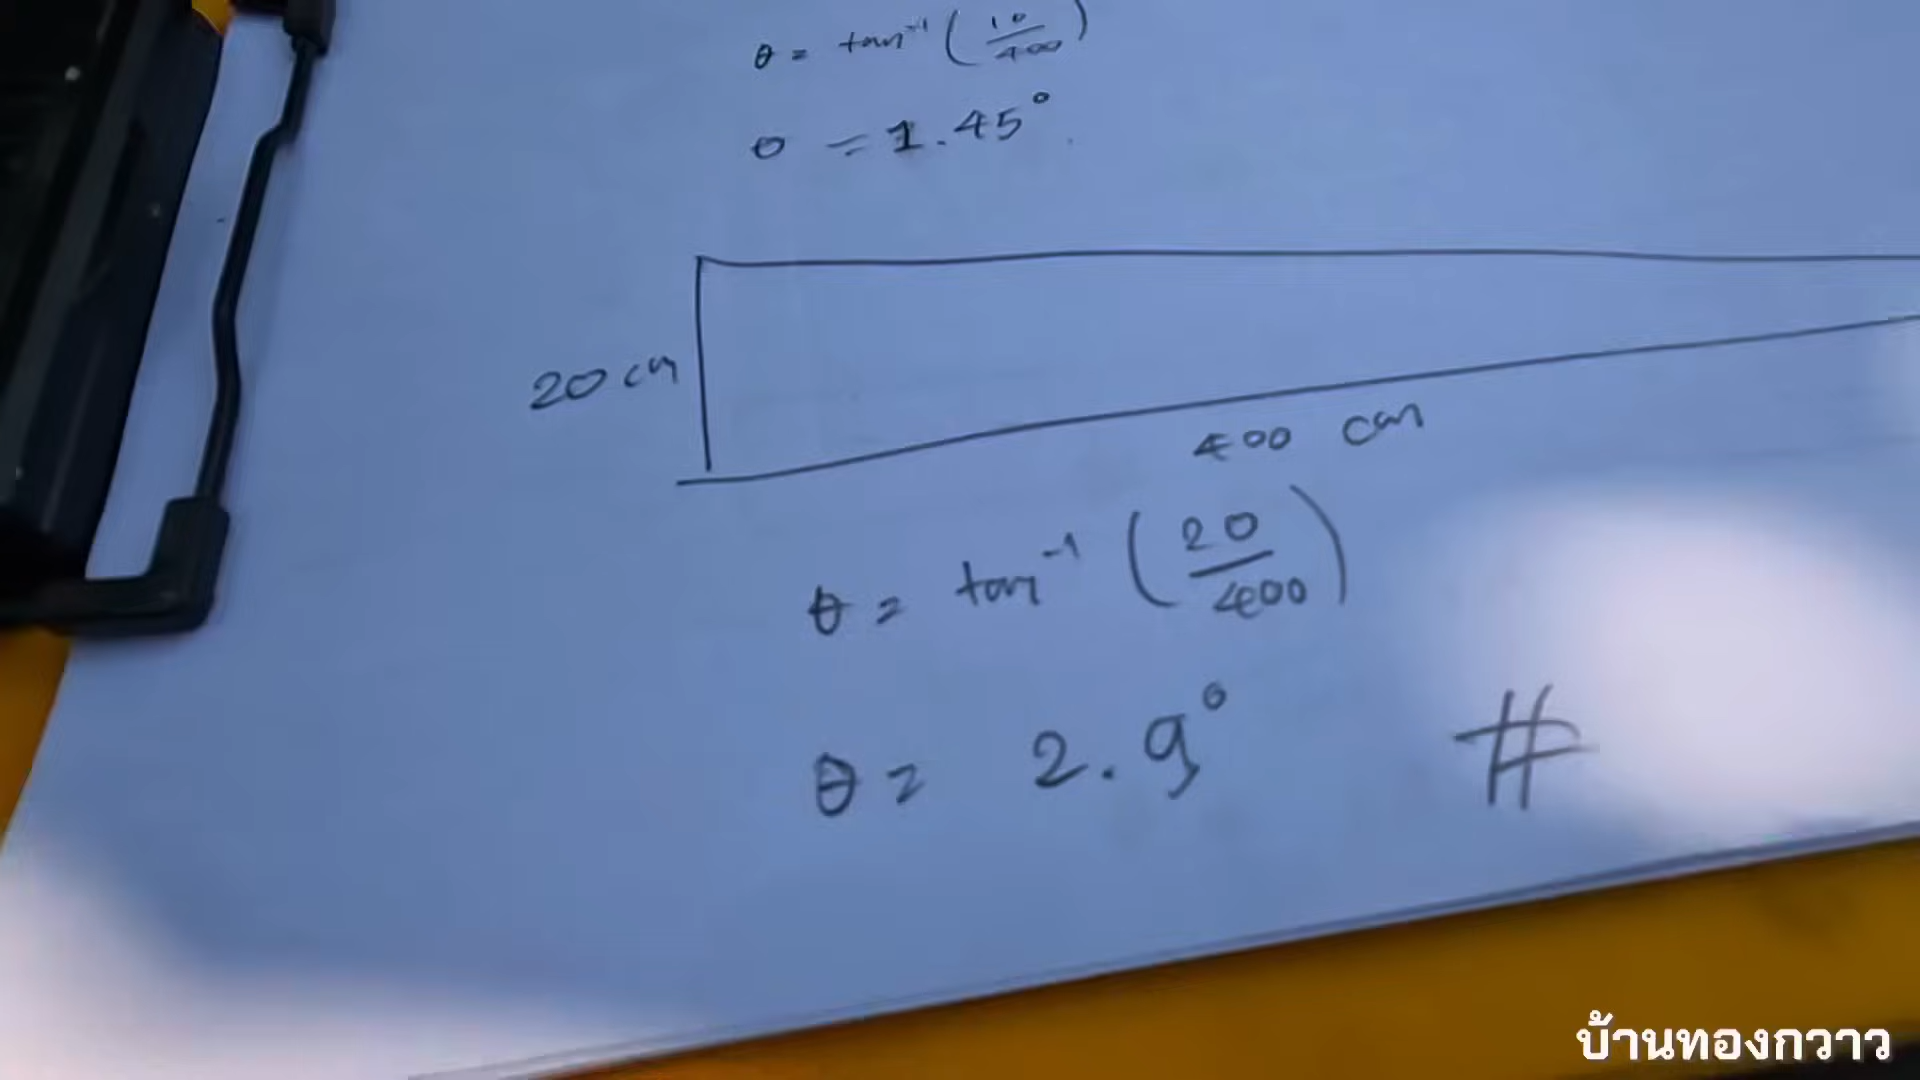 θ = tan⁻¹ (10/400)
θ = 1.45°
20 cm
400 cm
θ = tan⁻¹ (20/400)
θ = 2.9° #
บ้านทองกวาว